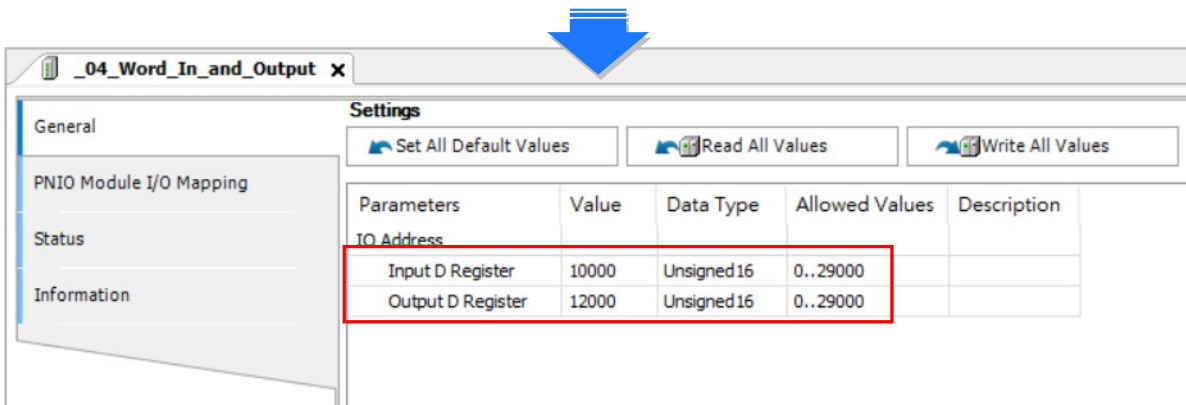 _04_Word_In_and_Output x
General
PNIO Module I/O Mapping
Status
Information
Settings
Set All Default Values Read All Values Write All Values
Parameters Value Data Type Allowed Values Description
IO Address
Input D Register 10000 Unsigned16 0..29000
Output D Register 12000 Unsigned16 0..29000